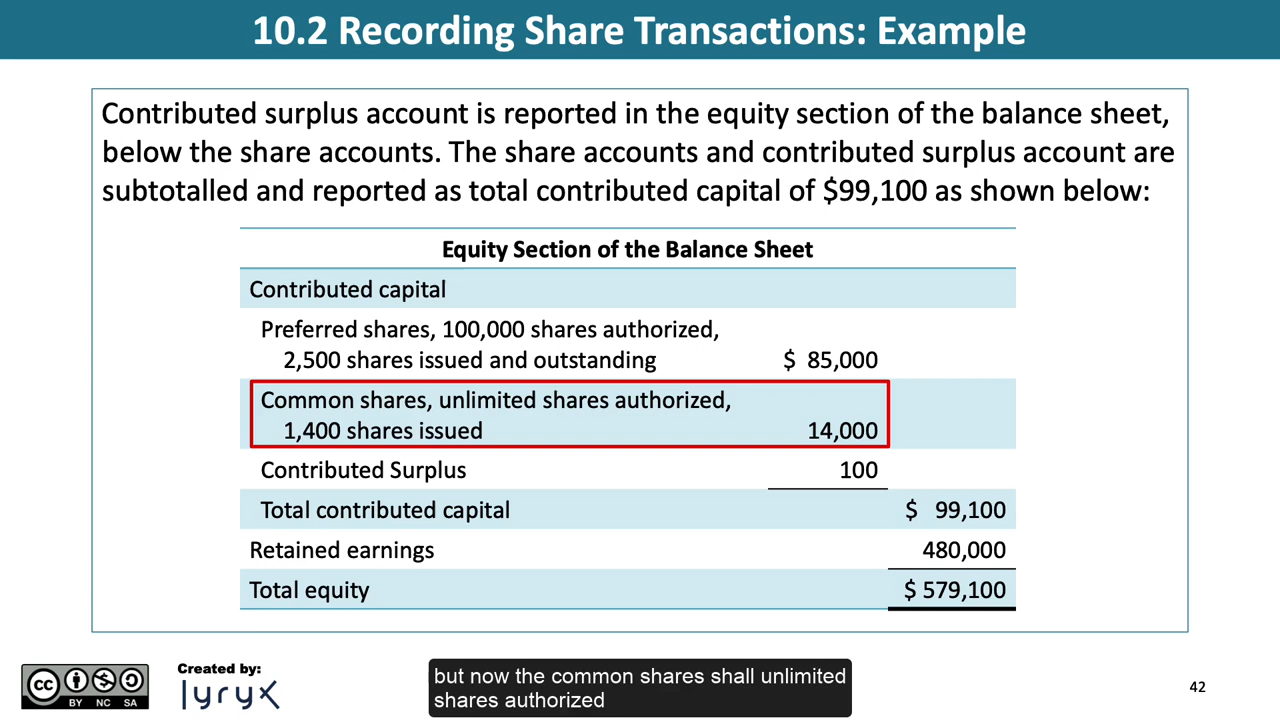 10.2 Recording Share Transactions: Example
Contributed surplus account is reported in the equity section of the balance sheet,
below the share accounts. The share accounts and contributed surplus account are
subtotalled and reported as total contributed capital of $99,100 as shown below:
Equity Section of the Balance Sheet
Contributed capital
Preferred shares, 100,000 shares authorized,
2,500 shares issued and outstanding $ 85,000
Common shares, unlimited shares authorized,
1,400 shares issued 14,000
Contributed Surplus 100
Total contributed capital $ 99,100
Retained earnings 480,000
Total equity $ 579,100
cc BY NC SA
Created by:
lyryx
but now the common shares shall unlimited
shares authorized
42